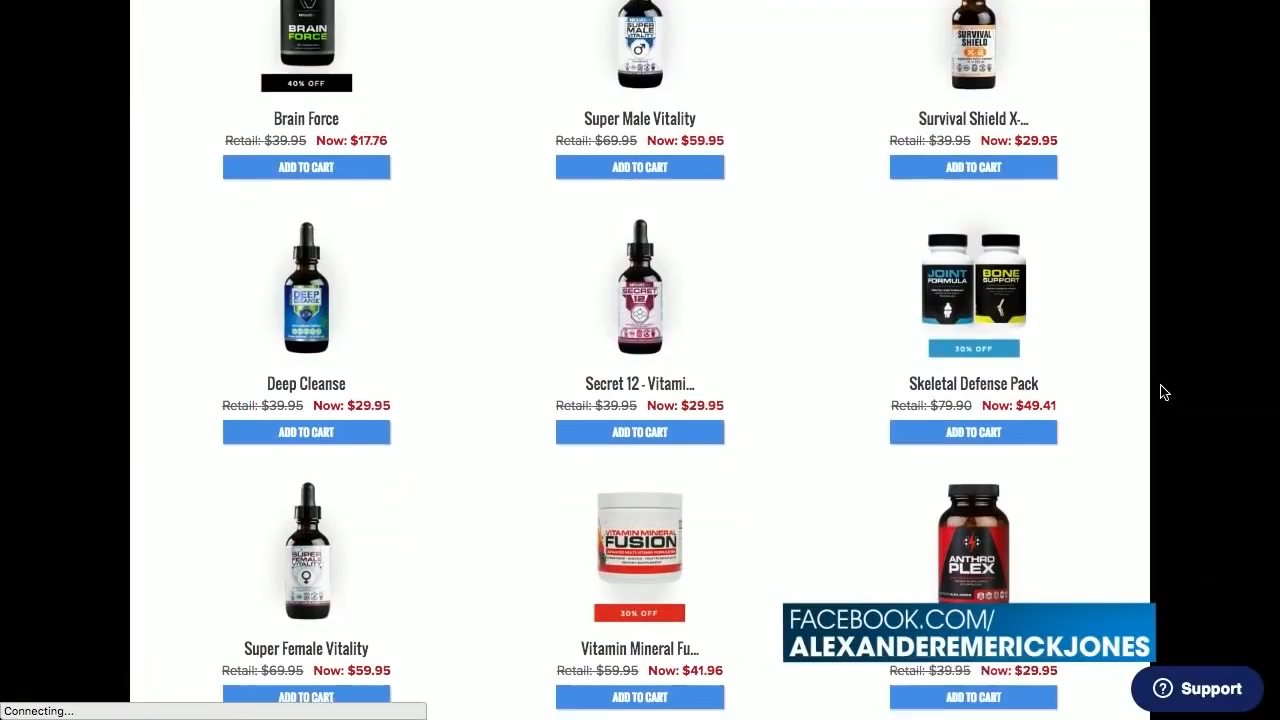 BRAIN
FORCE
SUPER
MALE
VITALITY
SURVIVAL
SHIELD
X-2
40% OFF
Brain Force
Super Male Vitality
Survival Shield X-...
Retail: $39.95 Now: $17.76
Retail: $69.95 Now: $59.95
Retail: $39.95 Now: $29.95
ADD TO CART
ADD TO CART
ADD TO CART
DEEP
CLEANSE
SECRET
12
JOINT
FORMULA
BONE
SUPPORT
30% OFF
Deep Cleanse
Secret 12 - Vitami...
Skeletal Defense Pack
Retail: $39.95 Now: $29.95
Retail: $39.95 Now: $29.95
Retail: $79.90 Now: $49.41
ADD TO CART
ADD TO CART
ADD TO CART
SUPER
FEMALE
VITALITY
VITAMIN MINERAL
FUSION
ANTHRO
PLEX
30% OFF
FACEBOOK.COM/
ALEXANDEREMERICKJONES
Super Female Vitality
Vitamin Mineral Fu...
Retail: $69.95 Now: $59.95
Retail: $59.95 Now: $41.96
Retail: $39.95 Now: $29.95
ADD TO CART
ADD TO CART
ADD TO CART
Support
Connecting...